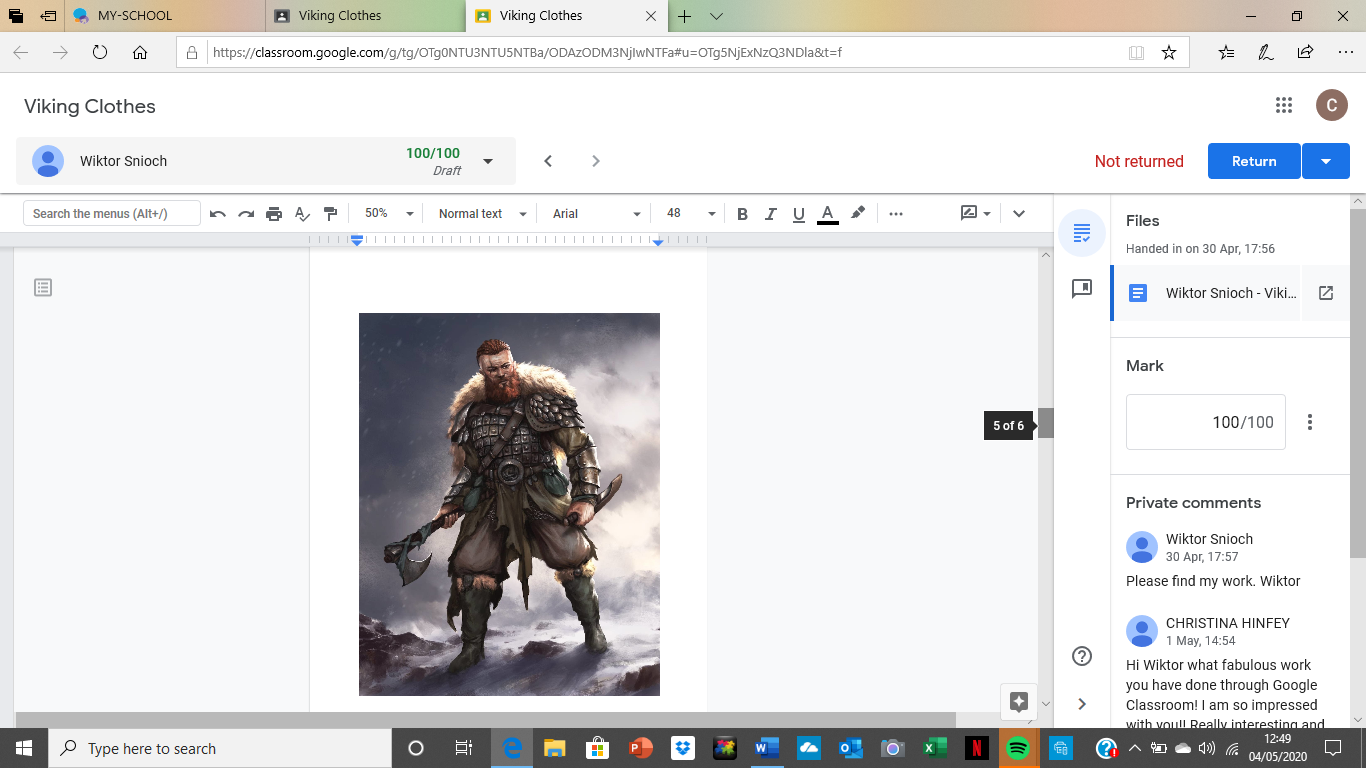 MY-SCHOOL
Viking Clothes
Viking Clothes
https://classroom.google.com/g/tg/OTg0NTU3NTU5NTBa/ODAzODM3NjIwNTFa#u=OTg5NjExNzQ3NDla&t=f
Viking Clothes
C
Wiktor Snioch
100/100
Draft
Not returned
Return
Search the menus (Alt+/)
50%
Normal text
Arial
48
B I U A
Files
Handed in on 30 Apr, 17:56
Wiktor Snioch - Viki...
Mark
100/100
5 of 6
Private comments
Wiktor Snioch
30 Apr, 17:57
Please find my work. Wiktor
CHRISTINA HINFEY
1 May, 14:54
Hi Wiktor what fabulous work
you have done through Google
Classroom! I am so impressed
with you!! Really interesting and
Type here to search
12:49
04/05/2020